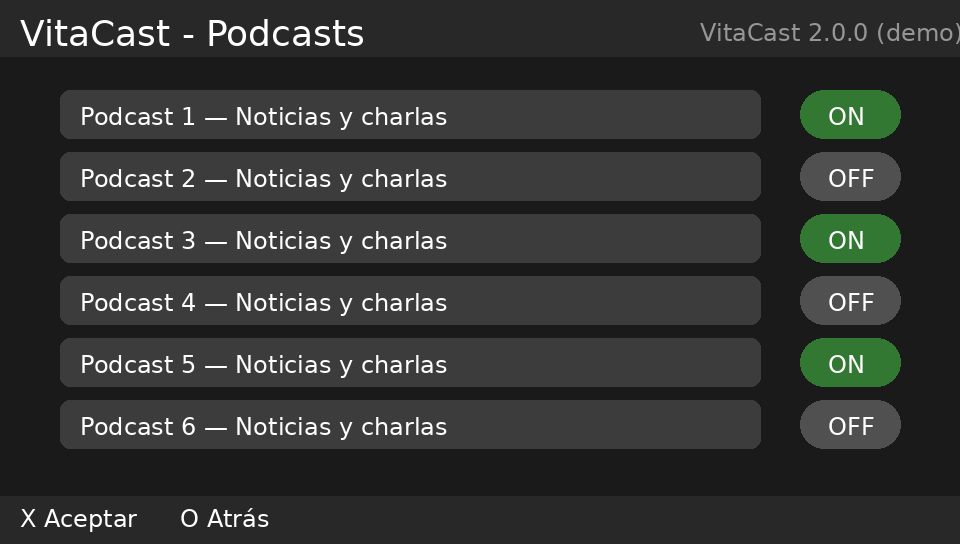 VitaCast - Podcasts
VitaCast 2.0.0 (demo)
Podcast 1 — Noticias y charlas
ON
Podcast 2 — Noticias y charlas
OFF
Podcast 3 — Noticias y charlas
ON
Podcast 4 — Noticias y charlas
OFF
Podcast 5 — Noticias y charlas
ON
Podcast 6 — Noticias y charlas
OFF
X Aceptar
O Atrás